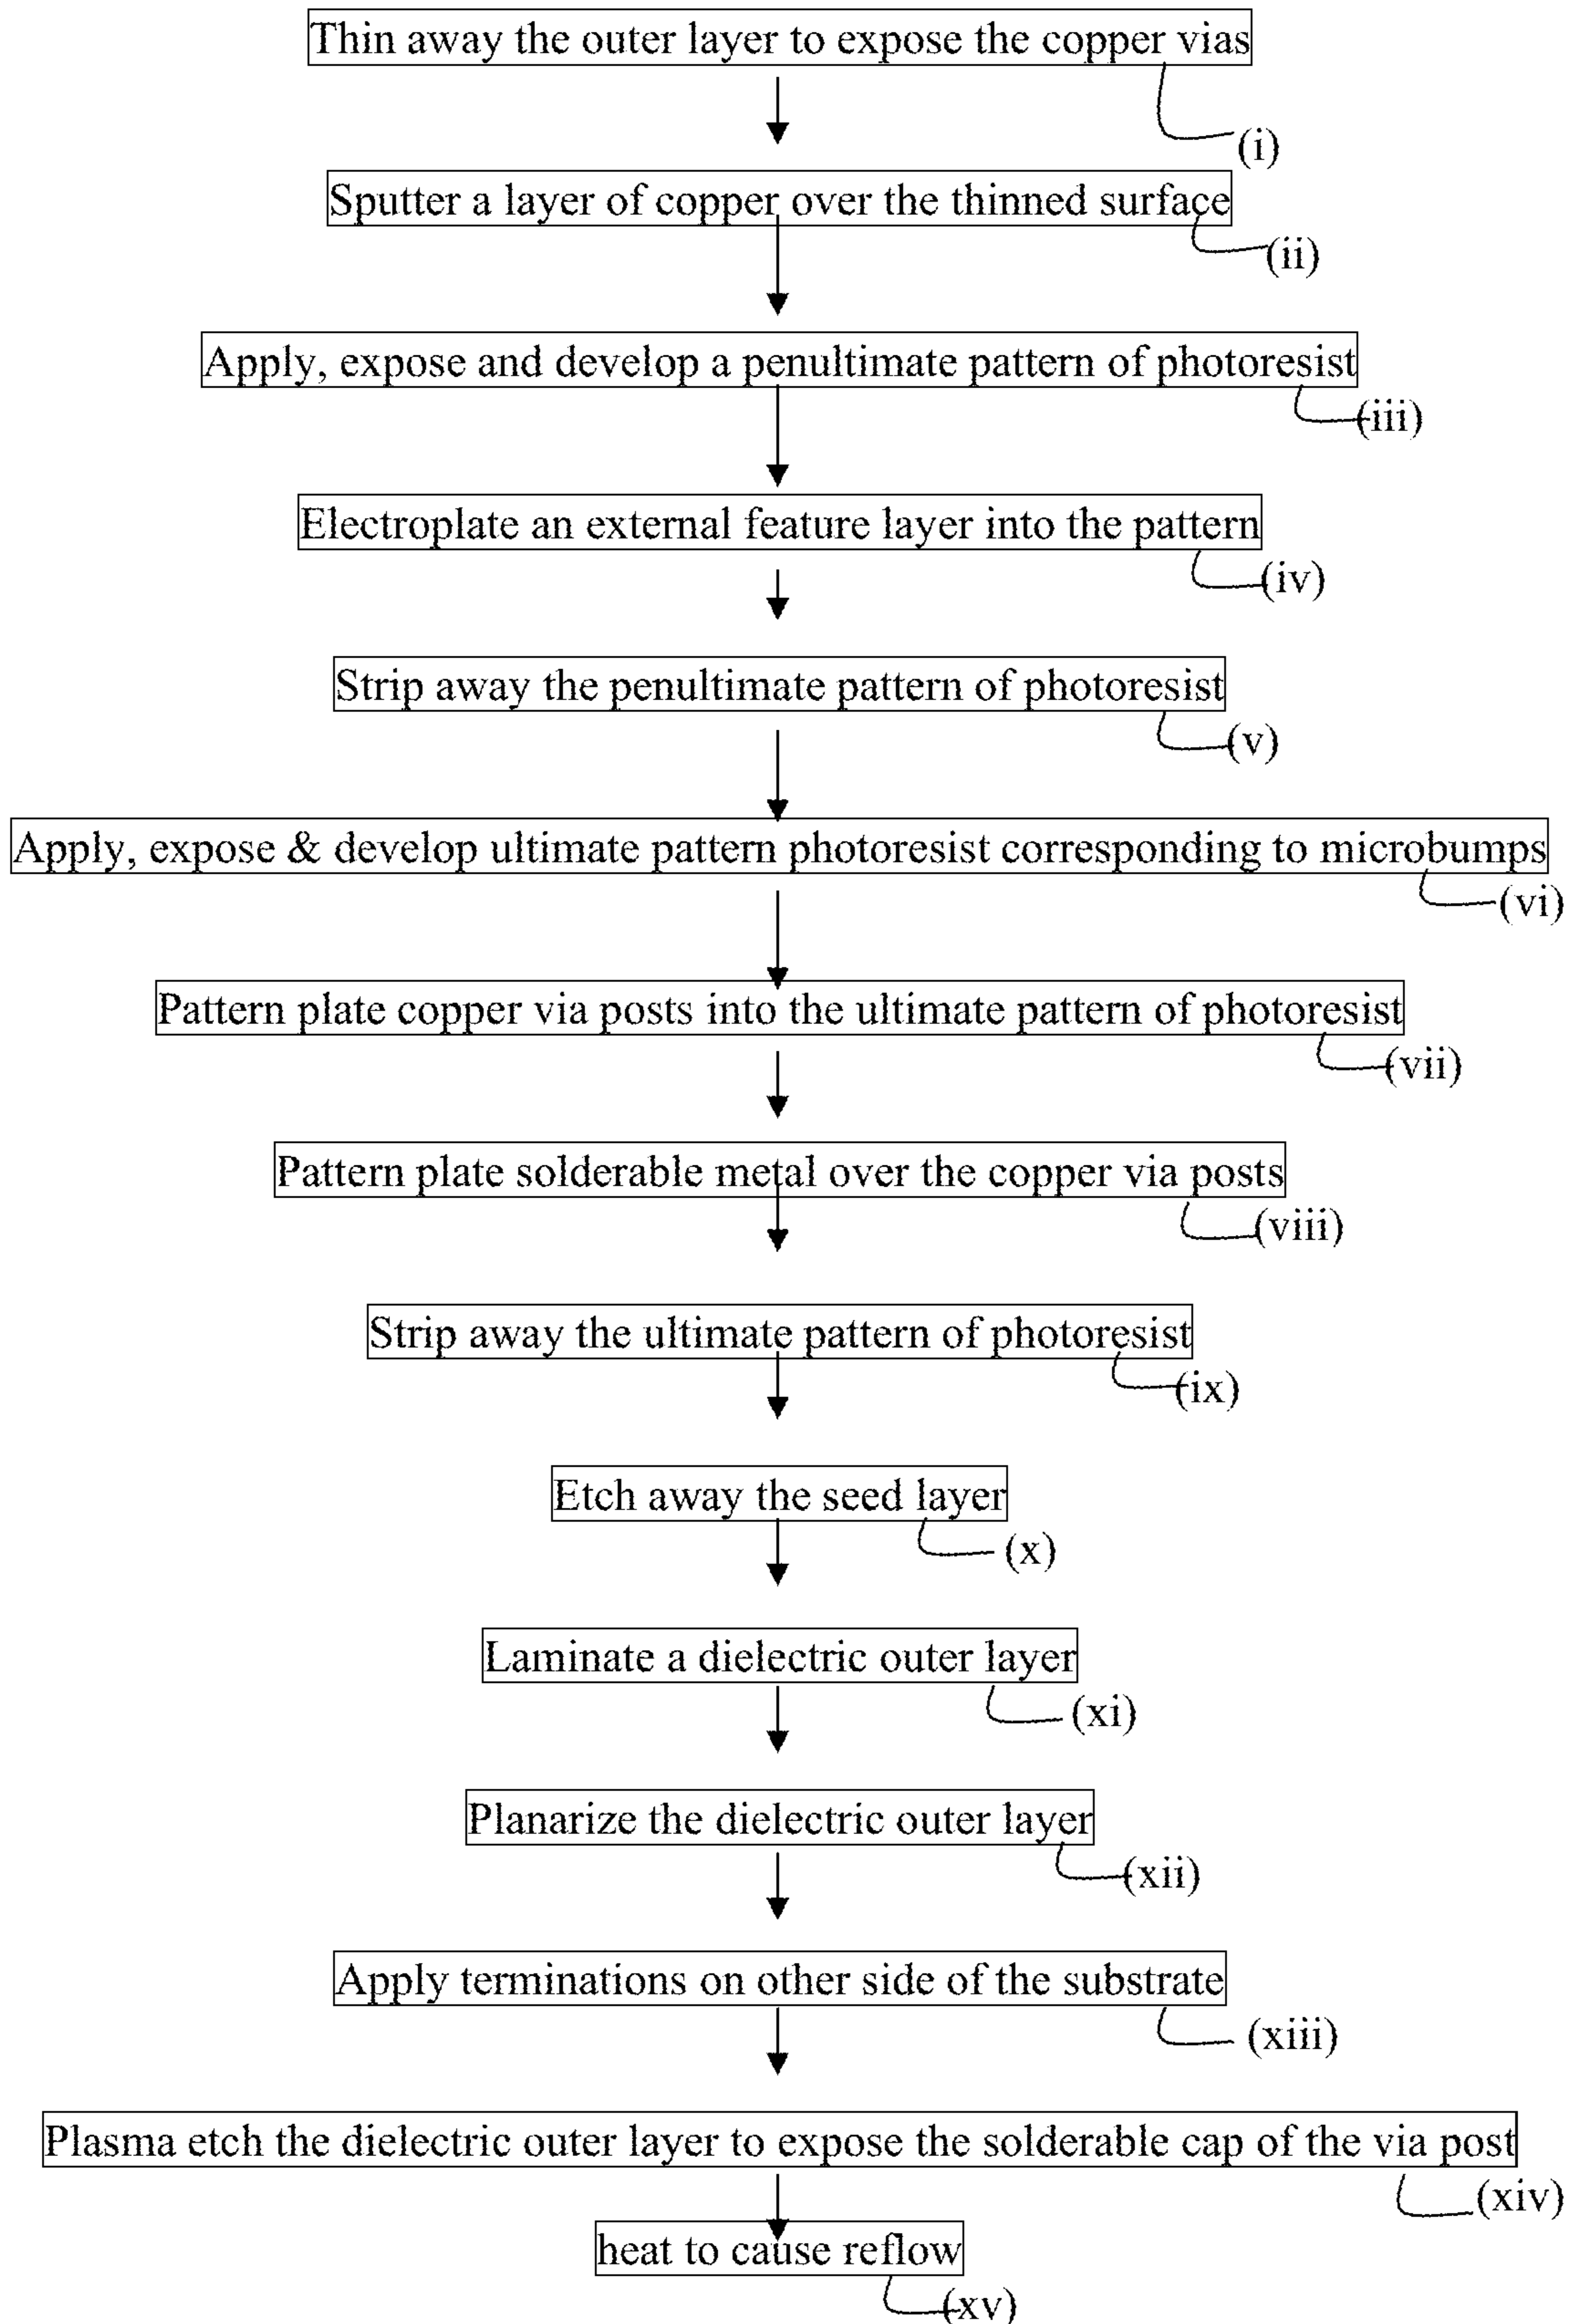 Thin away the outer layer to expose the copper vias
(i)
Sputter a layer of copper over the thinned surface
(ii)
Apply, expose and develop a penultimate pattern of photoresist
(iii)
Electroplate an external feature layer into the pattern
(iv)
Strip away the penultimate pattern of photoresist
(v)
Apply, expose & develop ultimate pattern photoresist corresponding to microbumps
(vi)
Pattern plate copper via posts into the ultimate pattern of photoresist
(vii)
Pattern plate solderable metal over the copper via posts
(viii)
Strip away the ultimate pattern of photoresist
(ix)
Etch away the seed layer
(x)
Laminate a dielectric outer layer
(xi)
Planarize the dielectric outer layer
(xii)
Apply terminations on other side of the substrate
(xiii)
Plasma etch the dielectric outer layer to expose the solderable cap of the via post
(xiv)
heat to cause reflow
(xv)